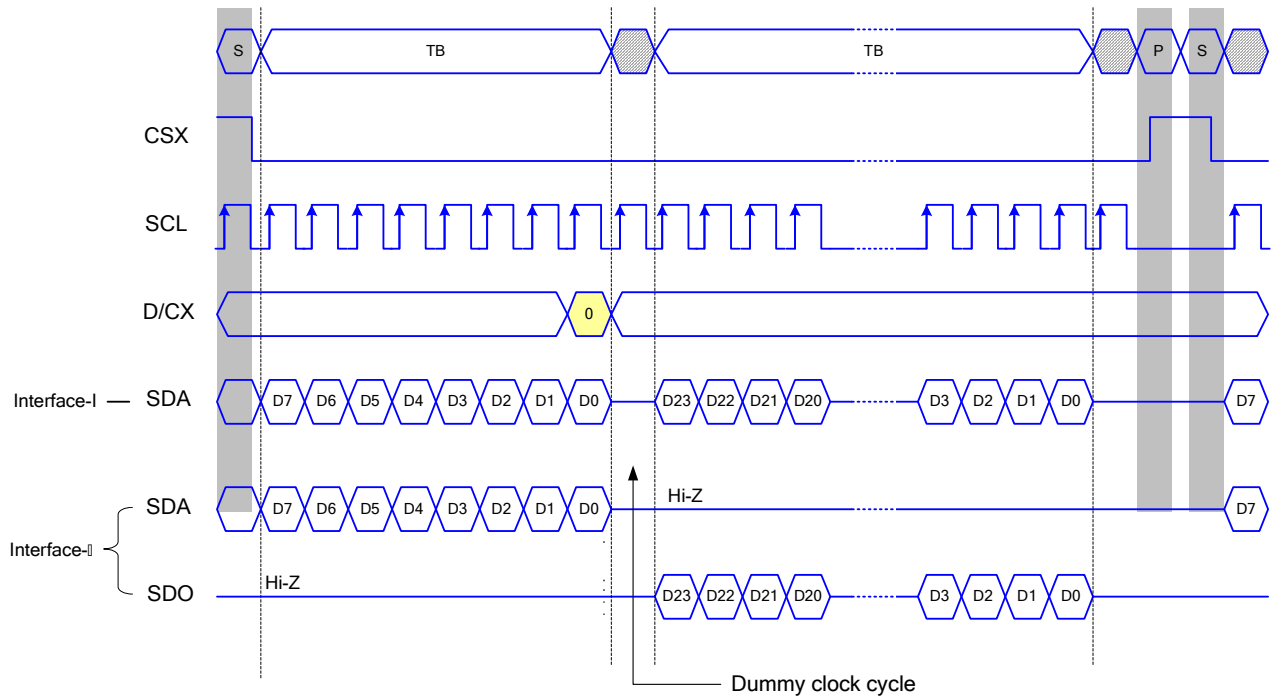 S TB TB P S
CSX
SCL
D/CX 0
Interface-I SDA D7 D6 D5 D4 D3 D2 D1 D0 D23 D22 D21 D20 D3 D2 D1 D0 D7
SDA D7 D6 D5 D4 D3 D2 D1 D0 Hi-Z D7
Interface-▯
SDO Hi-Z D23 D22 D21 D20 D3 D2 D1 D0
Dummy clock cycle